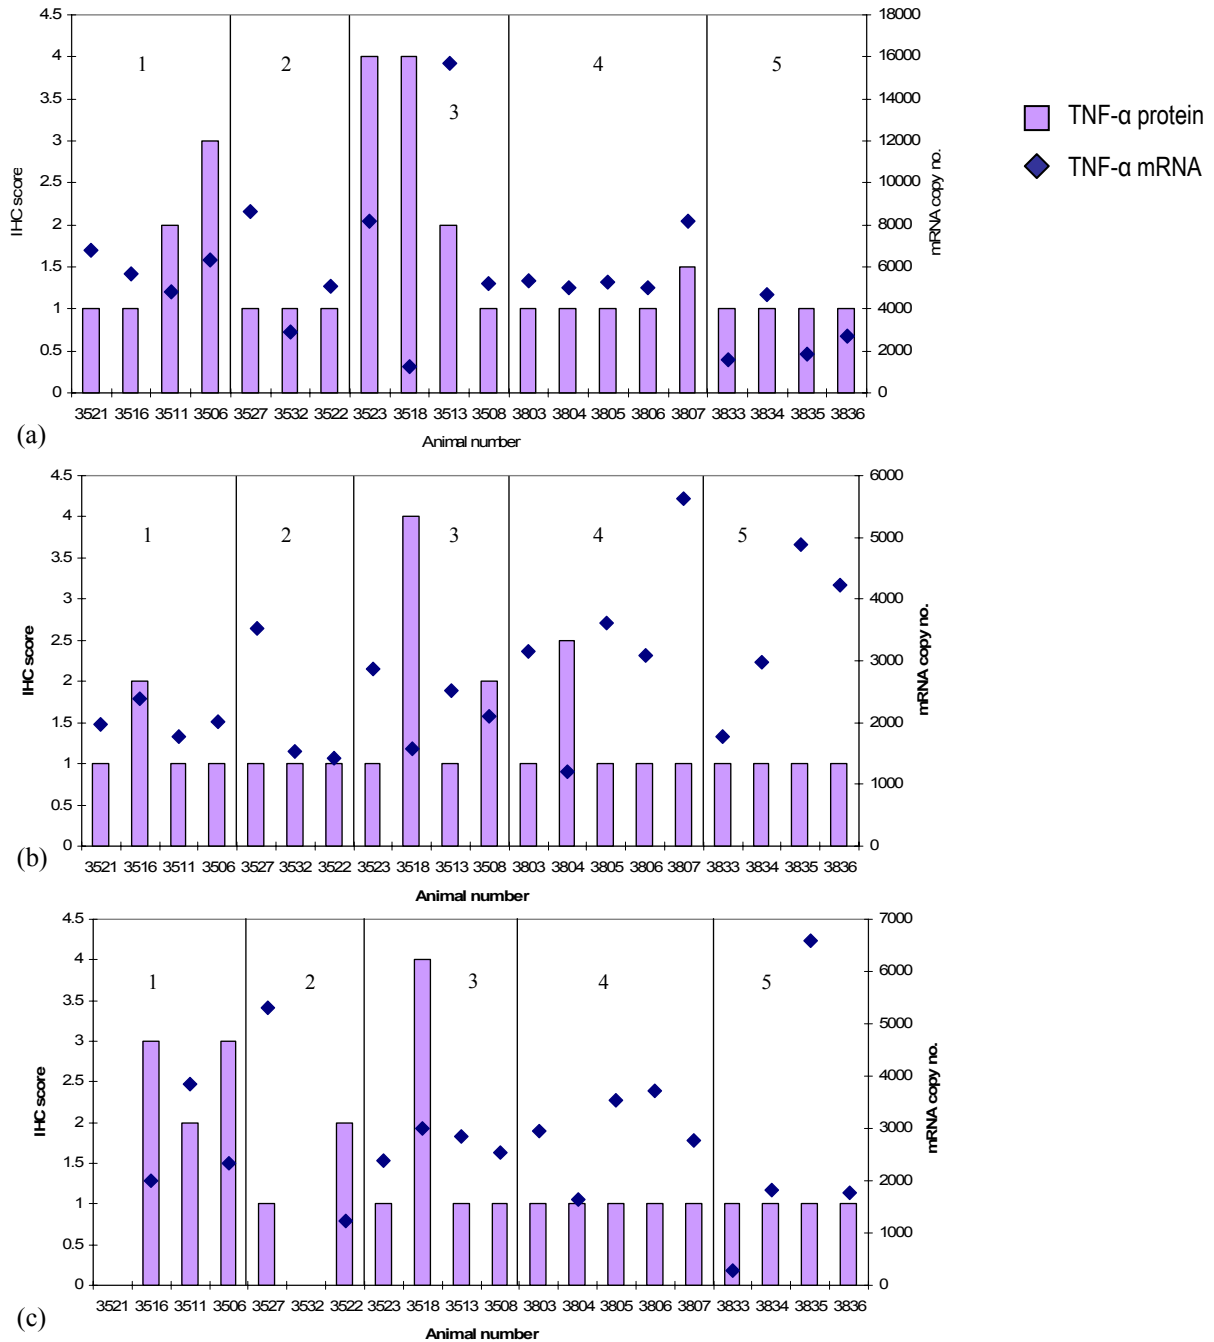 4.5
4
3.5
3
2.5
2
1.5
1
0.5
0
IHC score
18000
16000
14000
12000
10000
8000
6000
4000
2000
0
mRNA copy no.
1 2 3 4 5
TNF-α protein
TNF-α mRNA
3521 3516 3511 3506 3527 3532 3522 3523 3518 3513 3508 3803 3804 3805 3806 3807 3833 3834 3835 3836
(a)
Animal number
4.5
4
3.5
3
2.5
2
1.5
1
0.5
0
IHC score
6000
5000
4000
3000
2000
1000
0
mRNA copy no.
1 2 3 4 5
3521 3516 3511 3506 3527 3532 3522 3523 3518 3513 3508 3803 3804 3805 3806 3807 3833 3834 3835 3836
(b)
Animal number
4.5
4
3.5
3
2.5
2
1.5
1
0.5
0
IHC score
7000
6000
5000
4000
3000
2000
1000
0
mRNA copy no.
1 2 3 4 5
3521 3516 3511 3506 3527 3532 3522 3523 3518 3513 3508 3803 3804 3805 3806 3807 3833 3834 3835 3836
(c)
Animal number